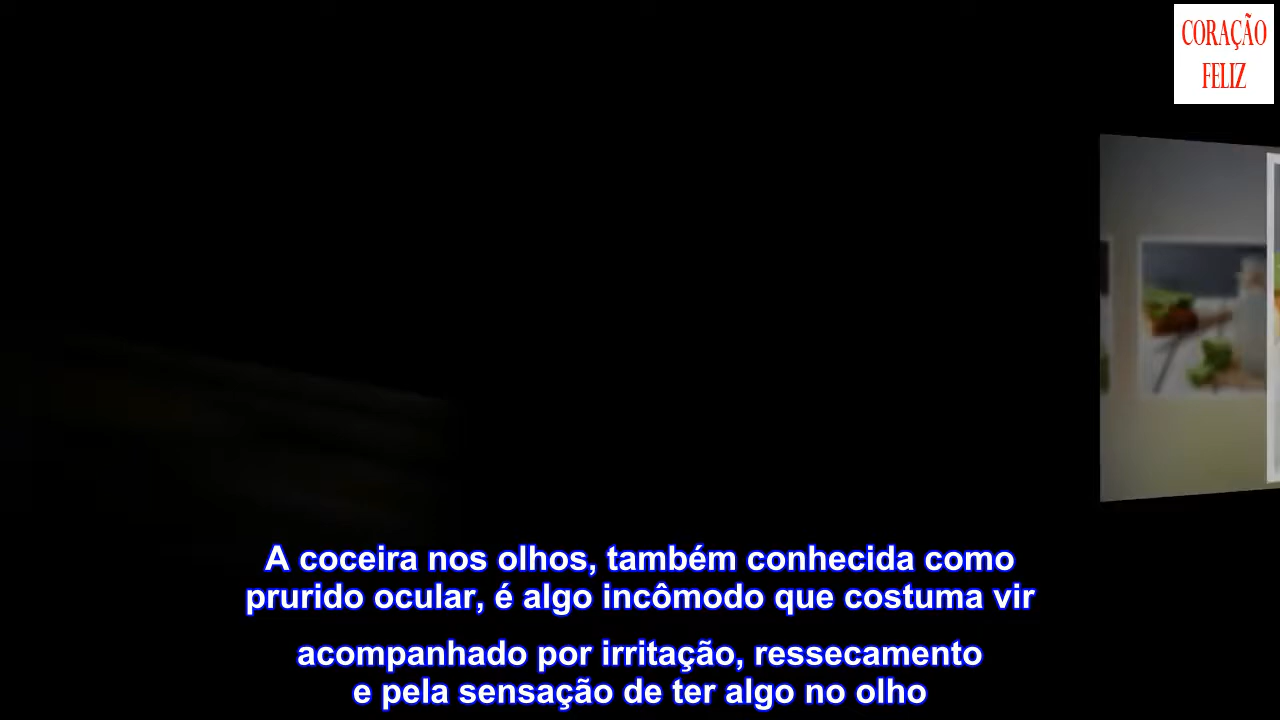 CORAÇÃO
FELIZ
A coceira nos olhos, também conhecida como
prurido ocular, é algo incômodo que costuma vir
acompanhado por irritação, ressecamento
e pela sensação de ter algo no olho